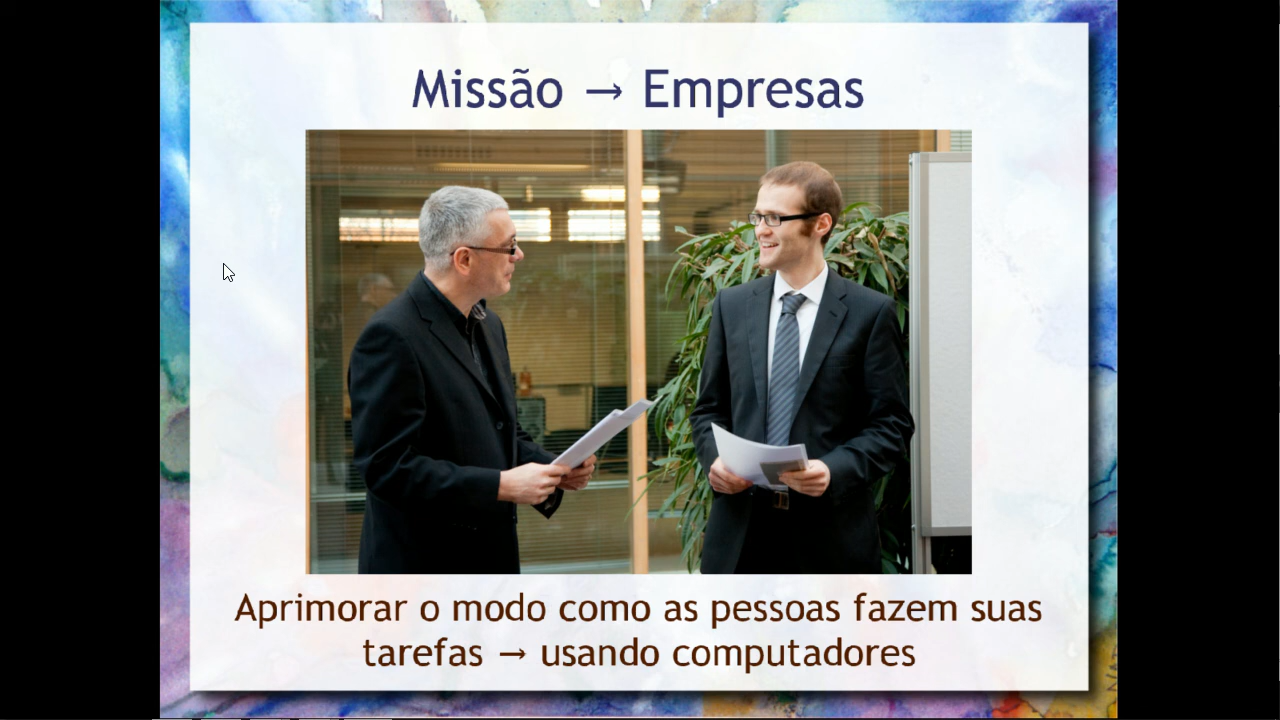 Missão → Empresas
Aprimorar o modo como as pessoas fazem suas
tarefas → usando computadores